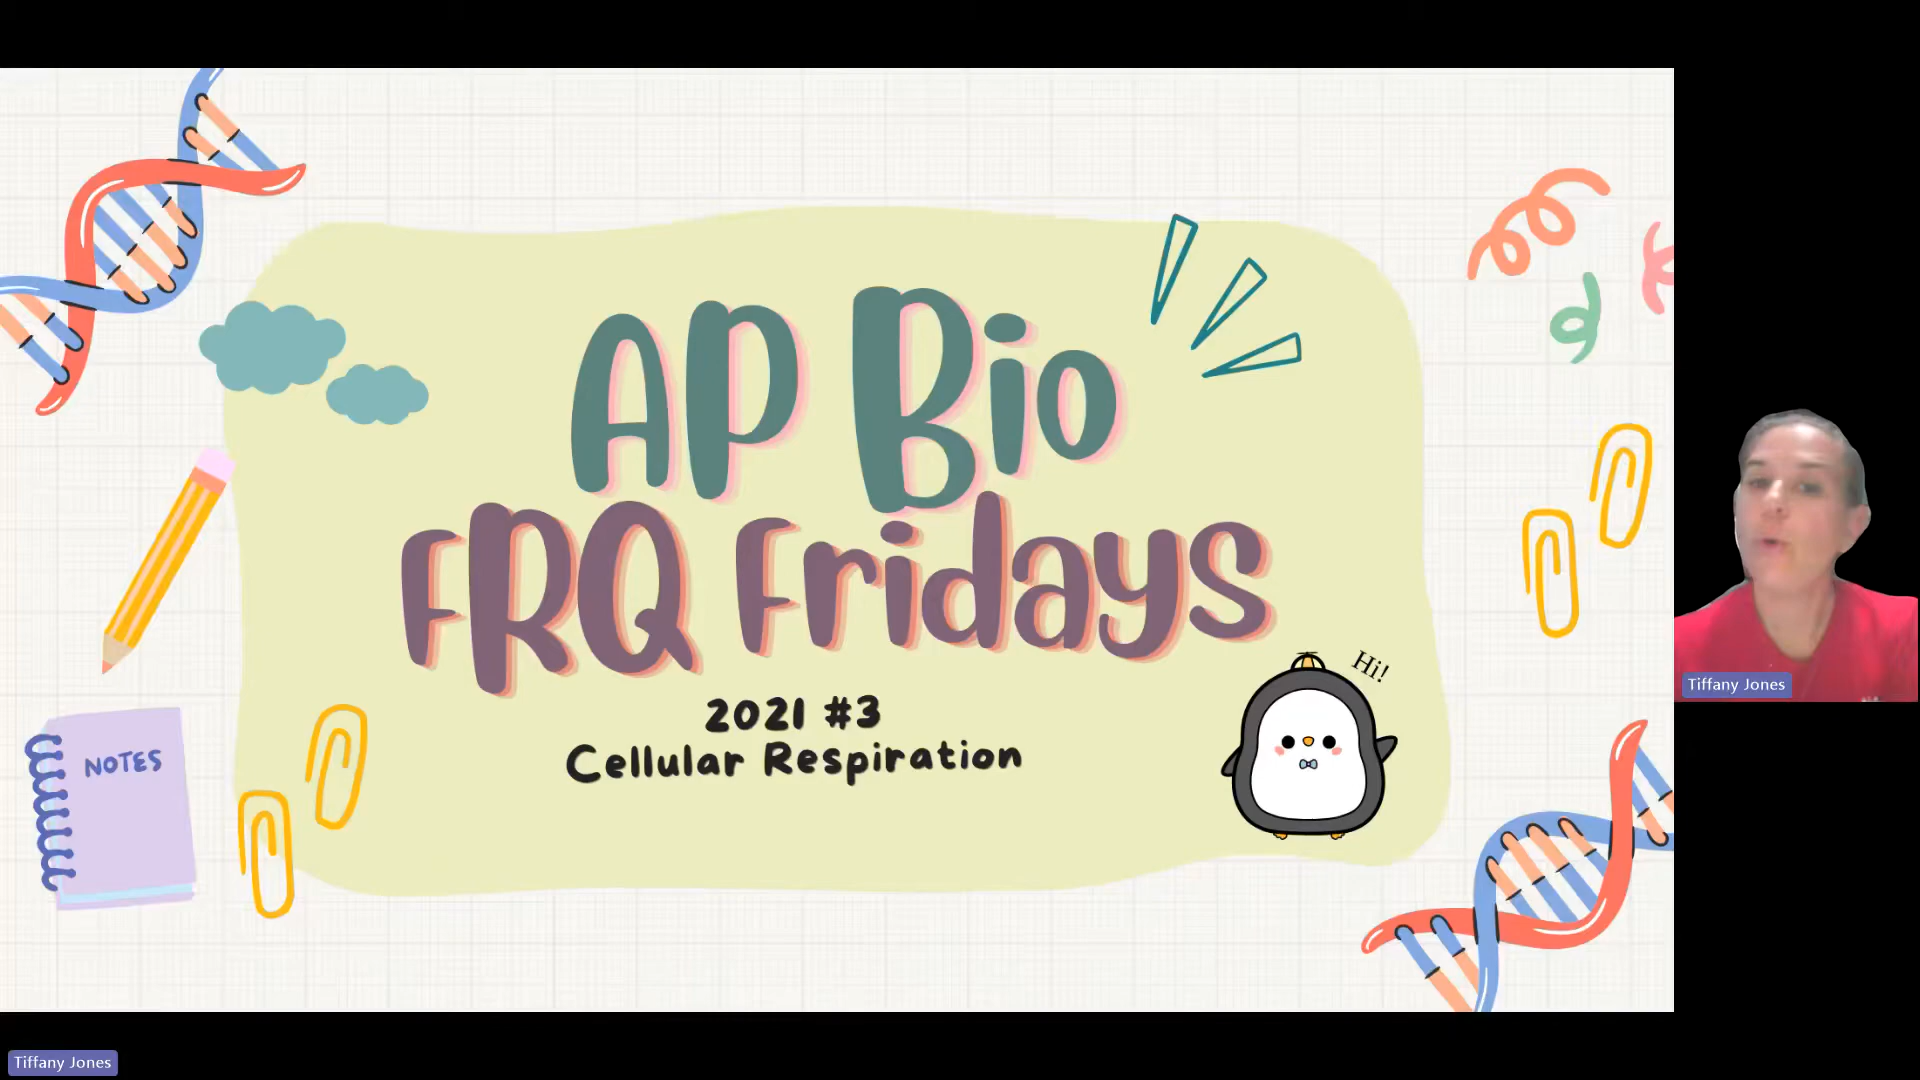 AP Bio
FRQ Fridays
Hi!
2021 #3
Cellular Respiration
NOTES
Tiffany Jones
Tiffany Jones